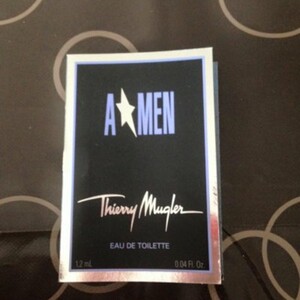 A★MEN
Thierry Mugler
EAU DE TOILETTE
1.2 mL 0.04 Fl. Oz